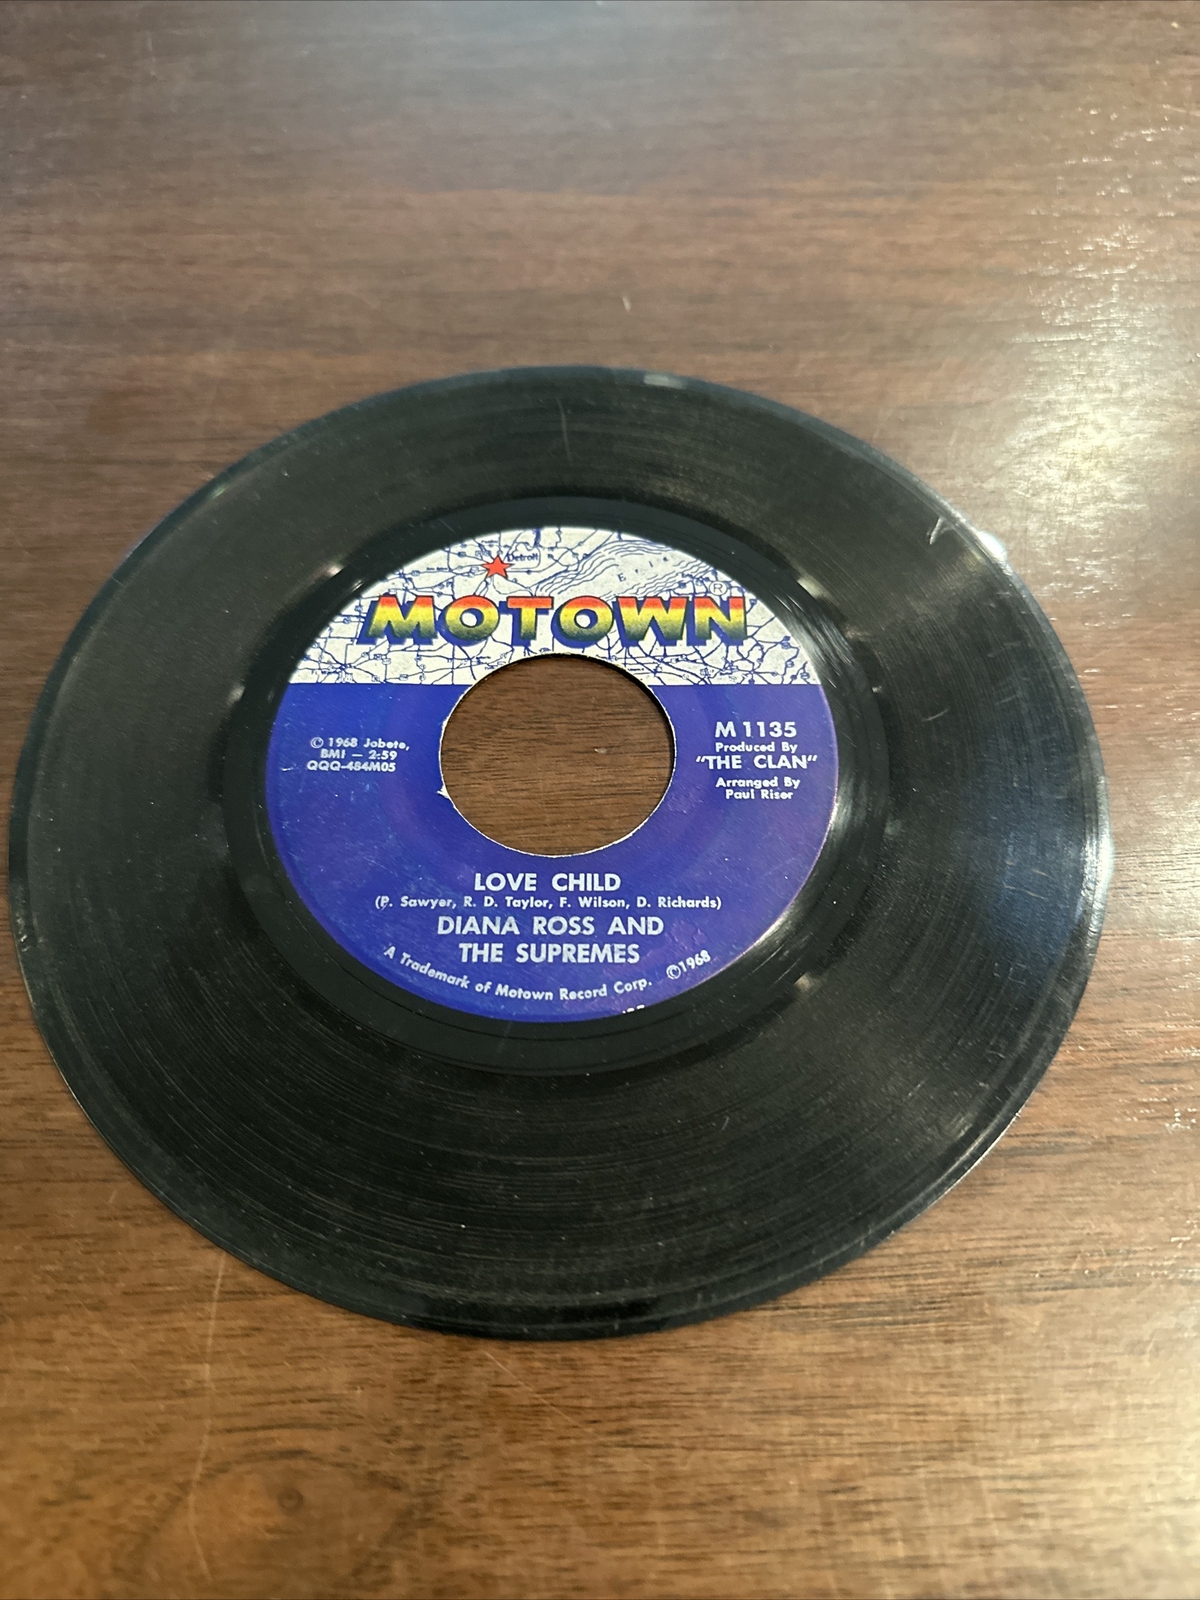 Detroit
Erie
MOTOWN®
© 1968 Jobete,
BMI — 2:59
QQQ-484M05
M 1135
Produced By
"THE CLAN"
Arranged By
Paul Riser
LOVE CHILD
(P. Sawyer, R. D. Taylor, F. Wilson, D. Richards)
DIANA ROSS AND
THE SUPREMES
A Trademark of Motown Record Corp. ©1968